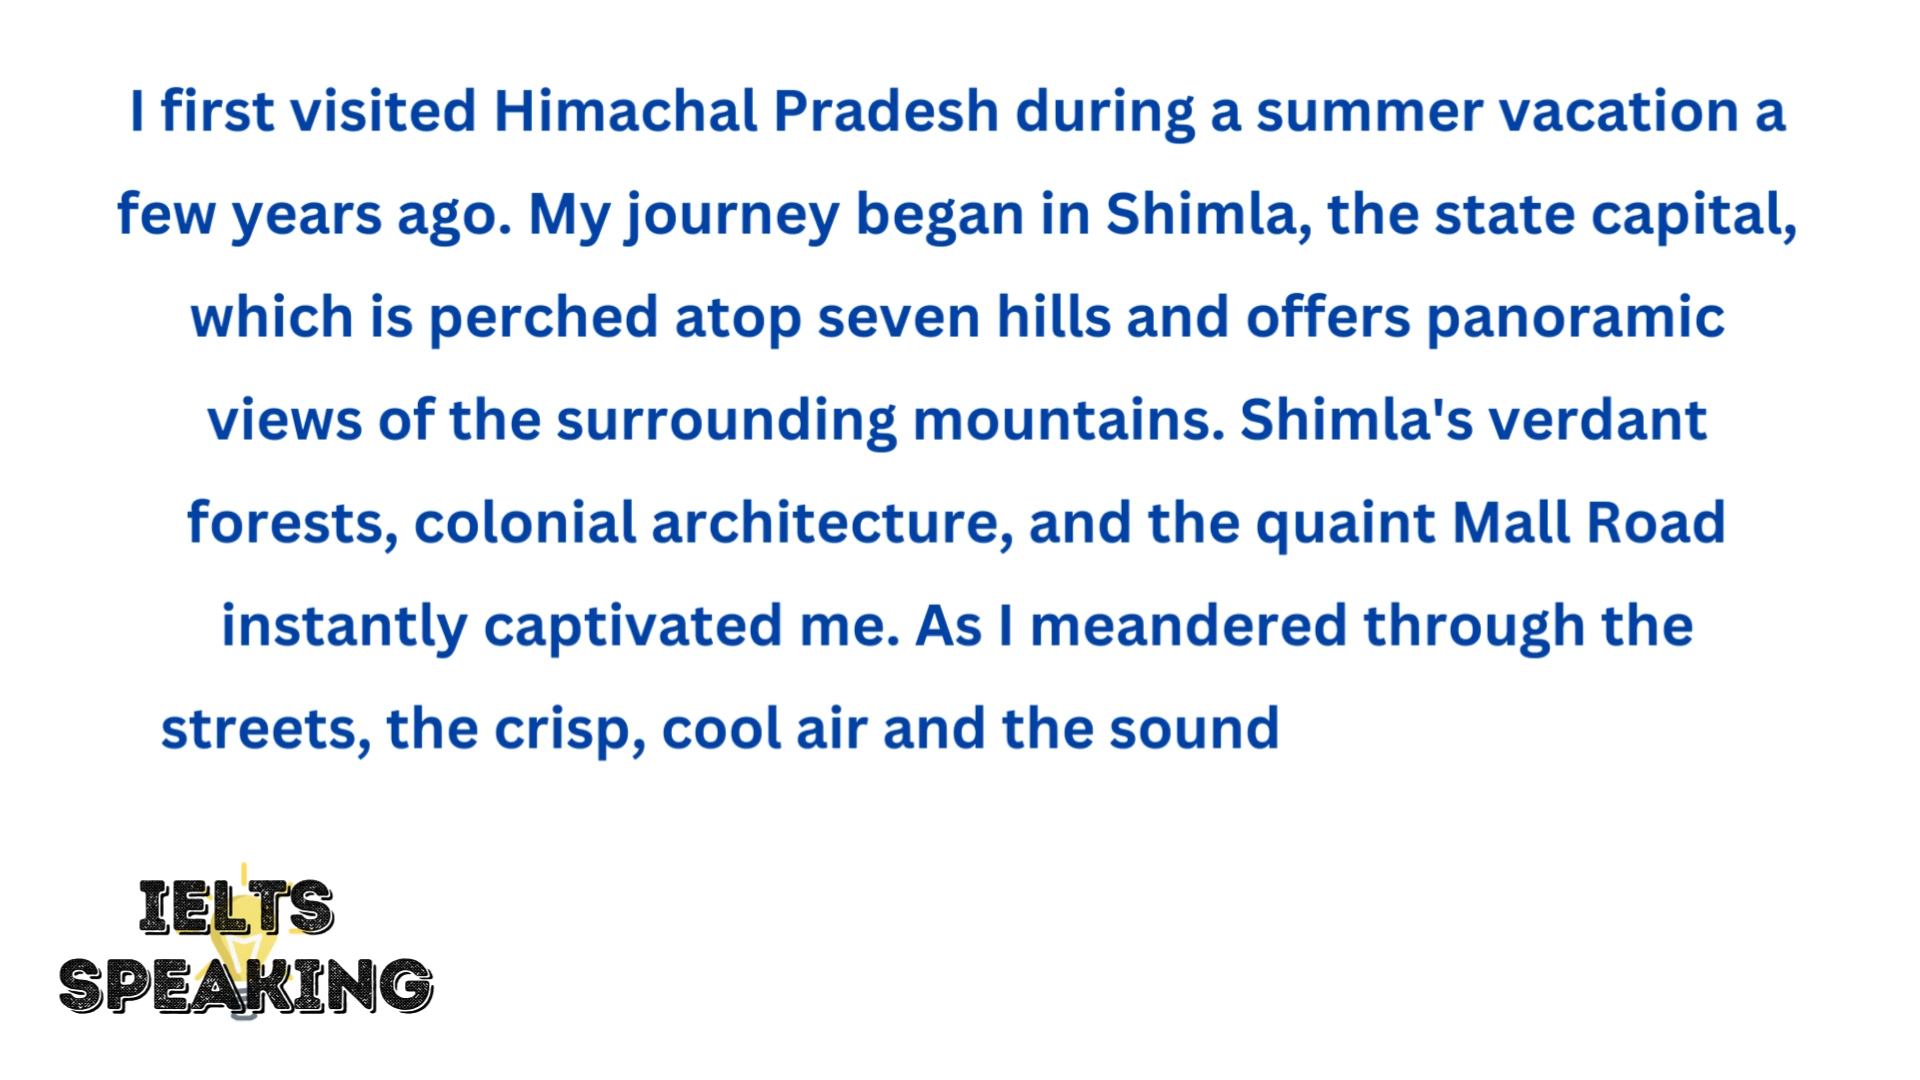 I first visited Himachal Pradesh during a summer vacation a
few years ago. My journey began in Shimla, the state capital,
which is perched atop seven hills and offers panoramic
views of the surrounding mountains. Shimla's verdant
forests, colonial architecture, and the quaint Mall Road
instantly captivated me. As I meandered through the
streets, the crisp, cool air and the sound
IELTS
SPEAKING